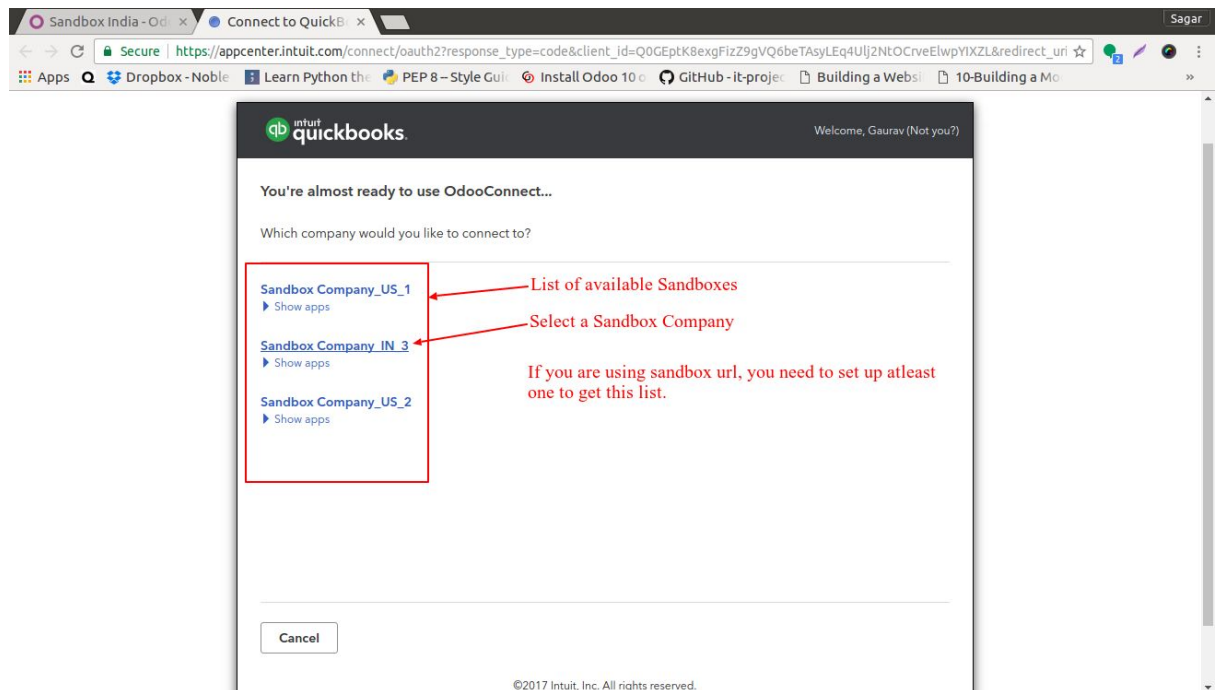 Sandbox India - Od
Connect to QuickB
Sagar
Secure
https://appcenter.intuit.com/connect/oauth2?response_type=code&client_id=Q0GEptK8exgFizZ9gVQ6beTAsyLEq4Ulj2NtOCrveElwpYIXZL&redirect_uri
2
Apps
Dropbox - Noble
Learn Python the
PEP 8 – Style Gui
Install Odoo 10 o
GitHub - it-projec
Building a Websi
10-Building a Mo
»
qb intuit quickbooks.
Welcome, Gaurav (Not you?)
You're almost ready to use OdooConnect...
Which company would you like to connect to?
Sandbox Company_US_1
Show apps
List of available Sandboxes
Select a Sandbox Company
Sandbox Company_IN_3
Show apps
If you are using sandbox url, you need to set up atleast
one to get this list.
Sandbox Company_US_2
Show apps
Cancel
©2017 Intuit, Inc. All rights reserved.